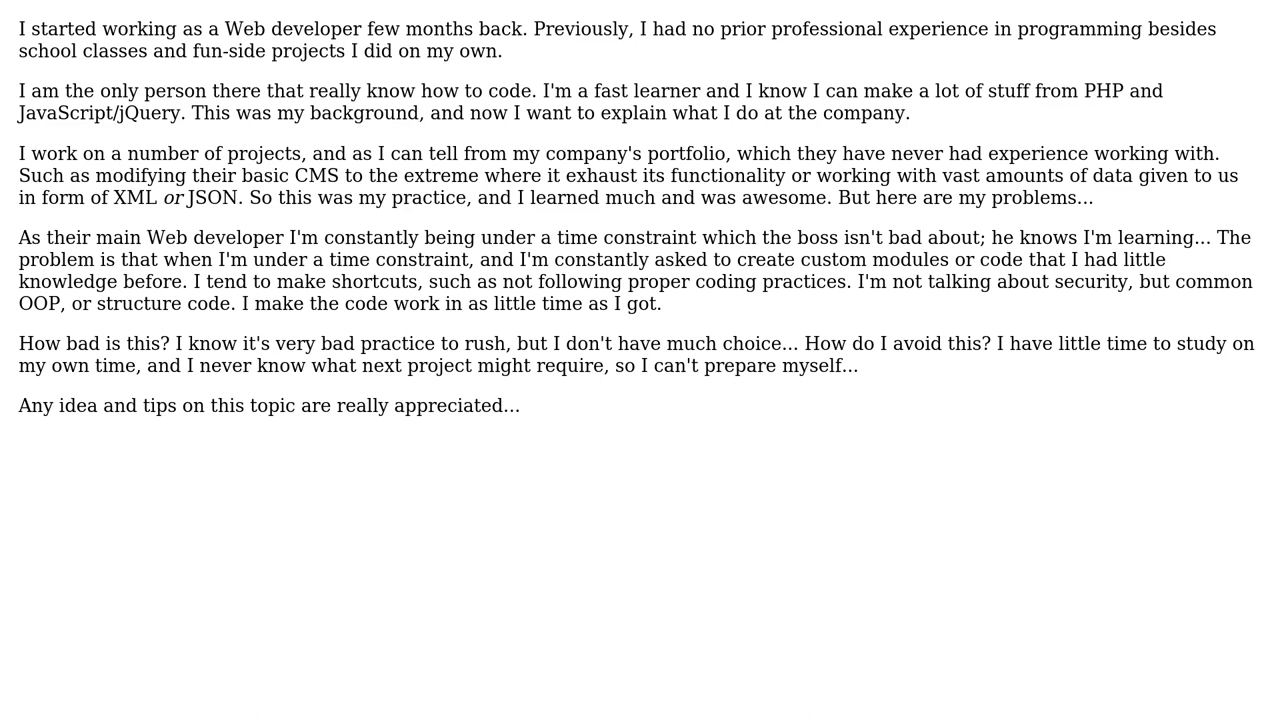 I started working as a Web developer few months back. Previously, I had no prior professional experience in programming besides
school classes and fun-side projects I did on my own.
I am the only person there that really know how to code. I'm a fast learner and I know I can make a lot of stuff from PHP and
JavaScript/jQuery. This was my background, and now I want to explain what I do at the company.
I work on a number of projects, and as I can tell from my company's portfolio, which they have never had experience working with.
Such as modifying their basic CMS to the extreme where it exhaust its functionality or working with vast amounts of data given to us
in form of XML or JSON. So this was my practice, and I learned much and was awesome. But here are my problems...
As their main Web developer I'm constantly being under a time constraint which the boss isn't bad about; he knows I'm learning... The
problem is that when I'm under a time constraint, and I'm constantly asked to create custom modules or code that I had little
knowledge before. I tend to make shortcuts, such as not following proper coding practices. I'm not talking about security, but common
OOP, or structure code. I make the code work in as little time as I got.
How bad is this? I know it's very bad practice to rush, but I don't have much choice... How do I avoid this? I have little time to study on
my own time, and I never know what next project might require, so I can't prepare myself...
Any idea and tips on this topic are really appreciated...